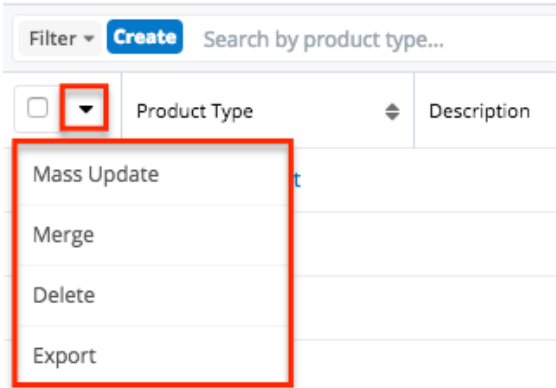 Filter Create Search by product type...
Product Type Description
Mass Update
t
Merge
Delete
Export